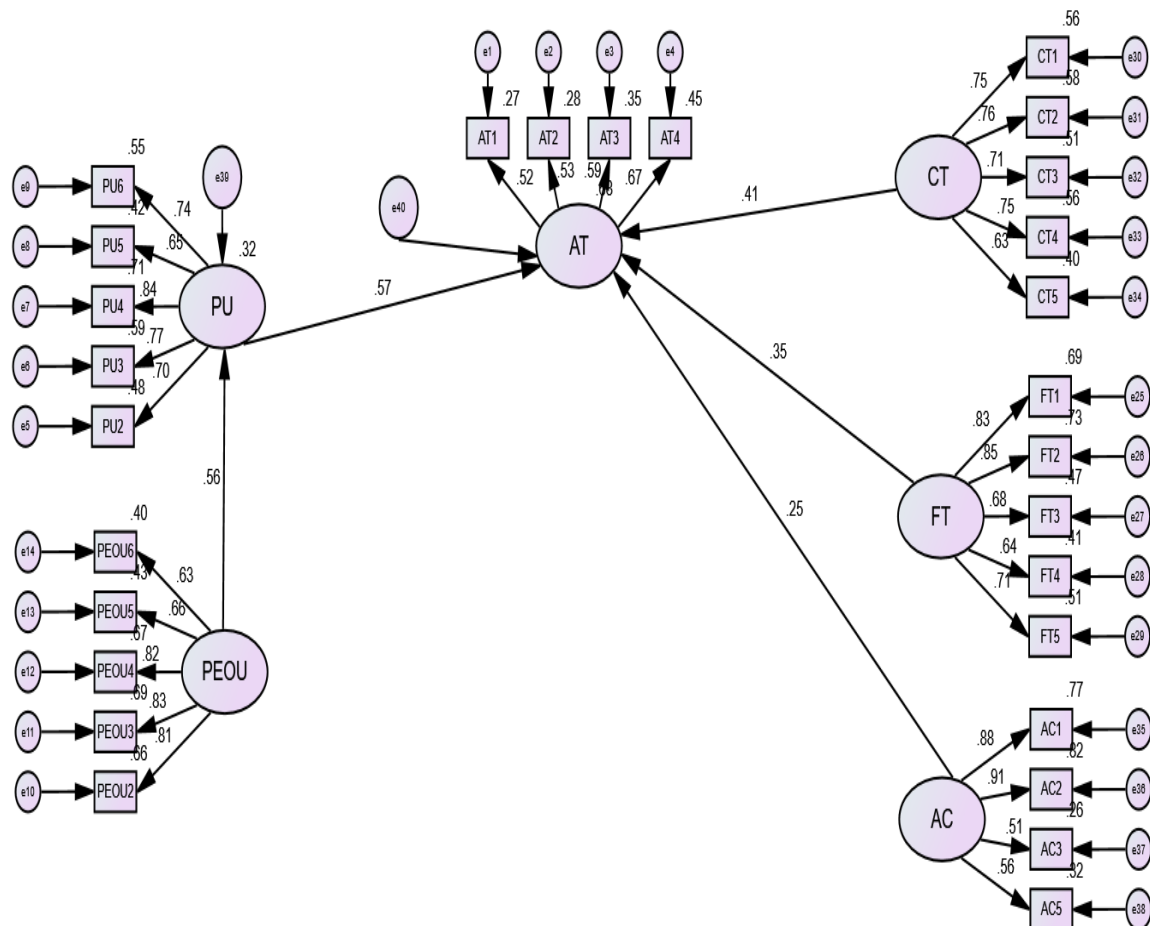 e1 e2 e3 e4
.27 .28 .35 .45
AT1 AT2 AT3 AT4
.52 .53 .59 .67
e40
AT
.57
.41
.35
.25
.55
e9 PU6 .74
.42
e8 PU5 .65
.71
e7 PU4 .84
.59
e6 PU3 .77
.48
e5 PU2 .70
e39
.32
PU
.56
.40
e14 PEOU6 .63
.43
e13 PEOU5 .66
.67
e12 PEOU4 .82
.69
e11 PEOU3 .83
.66
e10 PEOU2 .81
PEOU
.56
.75 CT1 e30
.58
.76 CT2 e31
.51
.71 CT3 e32
.56
.75 CT4 e33
.40
.63 CT5 e34
CT
.69
.83 FT1 e25
.73
.85 FT2 e26
.47
.68 FT3 e27
.41
.64 FT4 e28
.51
.71 FT5 e29
FT
.77
.88 AC1 e35
.82
.91 AC2 e36
.26
.51 AC3 e37
.32
.56 AC5 e38
AC